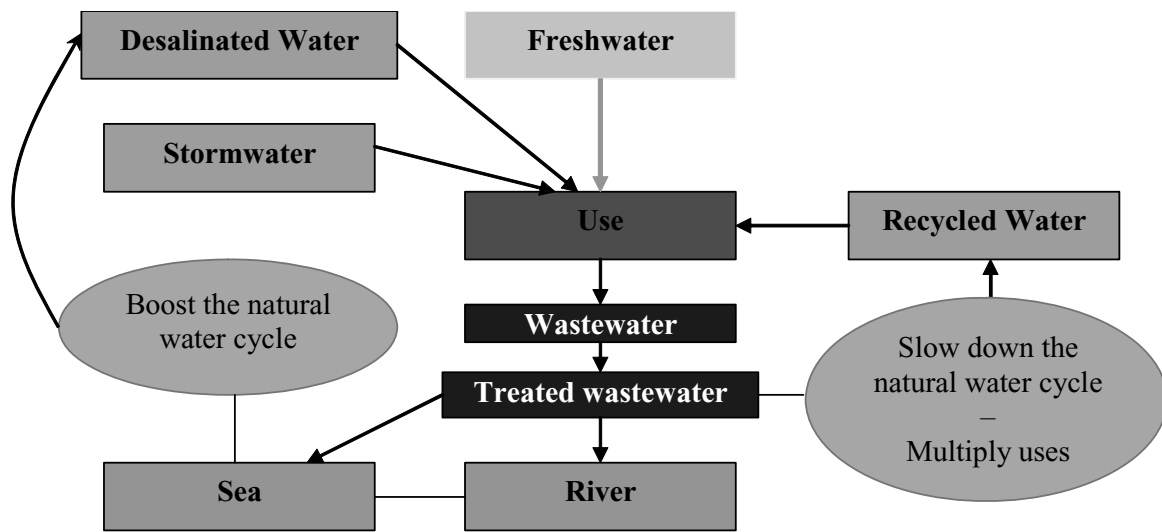 Desalinated Water
Freshwater
Stormwater
Use
Recycled Water
Boost the natural
water cycle
Wastewater
Slow down the
natural water cycle
–
Multiply uses
Treated wastewater
Sea
River